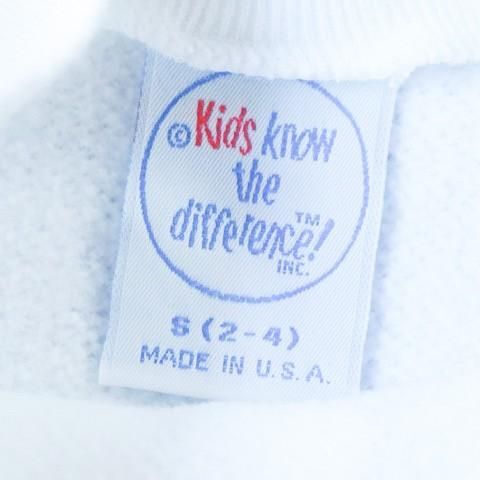 © Kids know
the
difference!™
INC.
S (2-4)
MADE IN U.S.A.